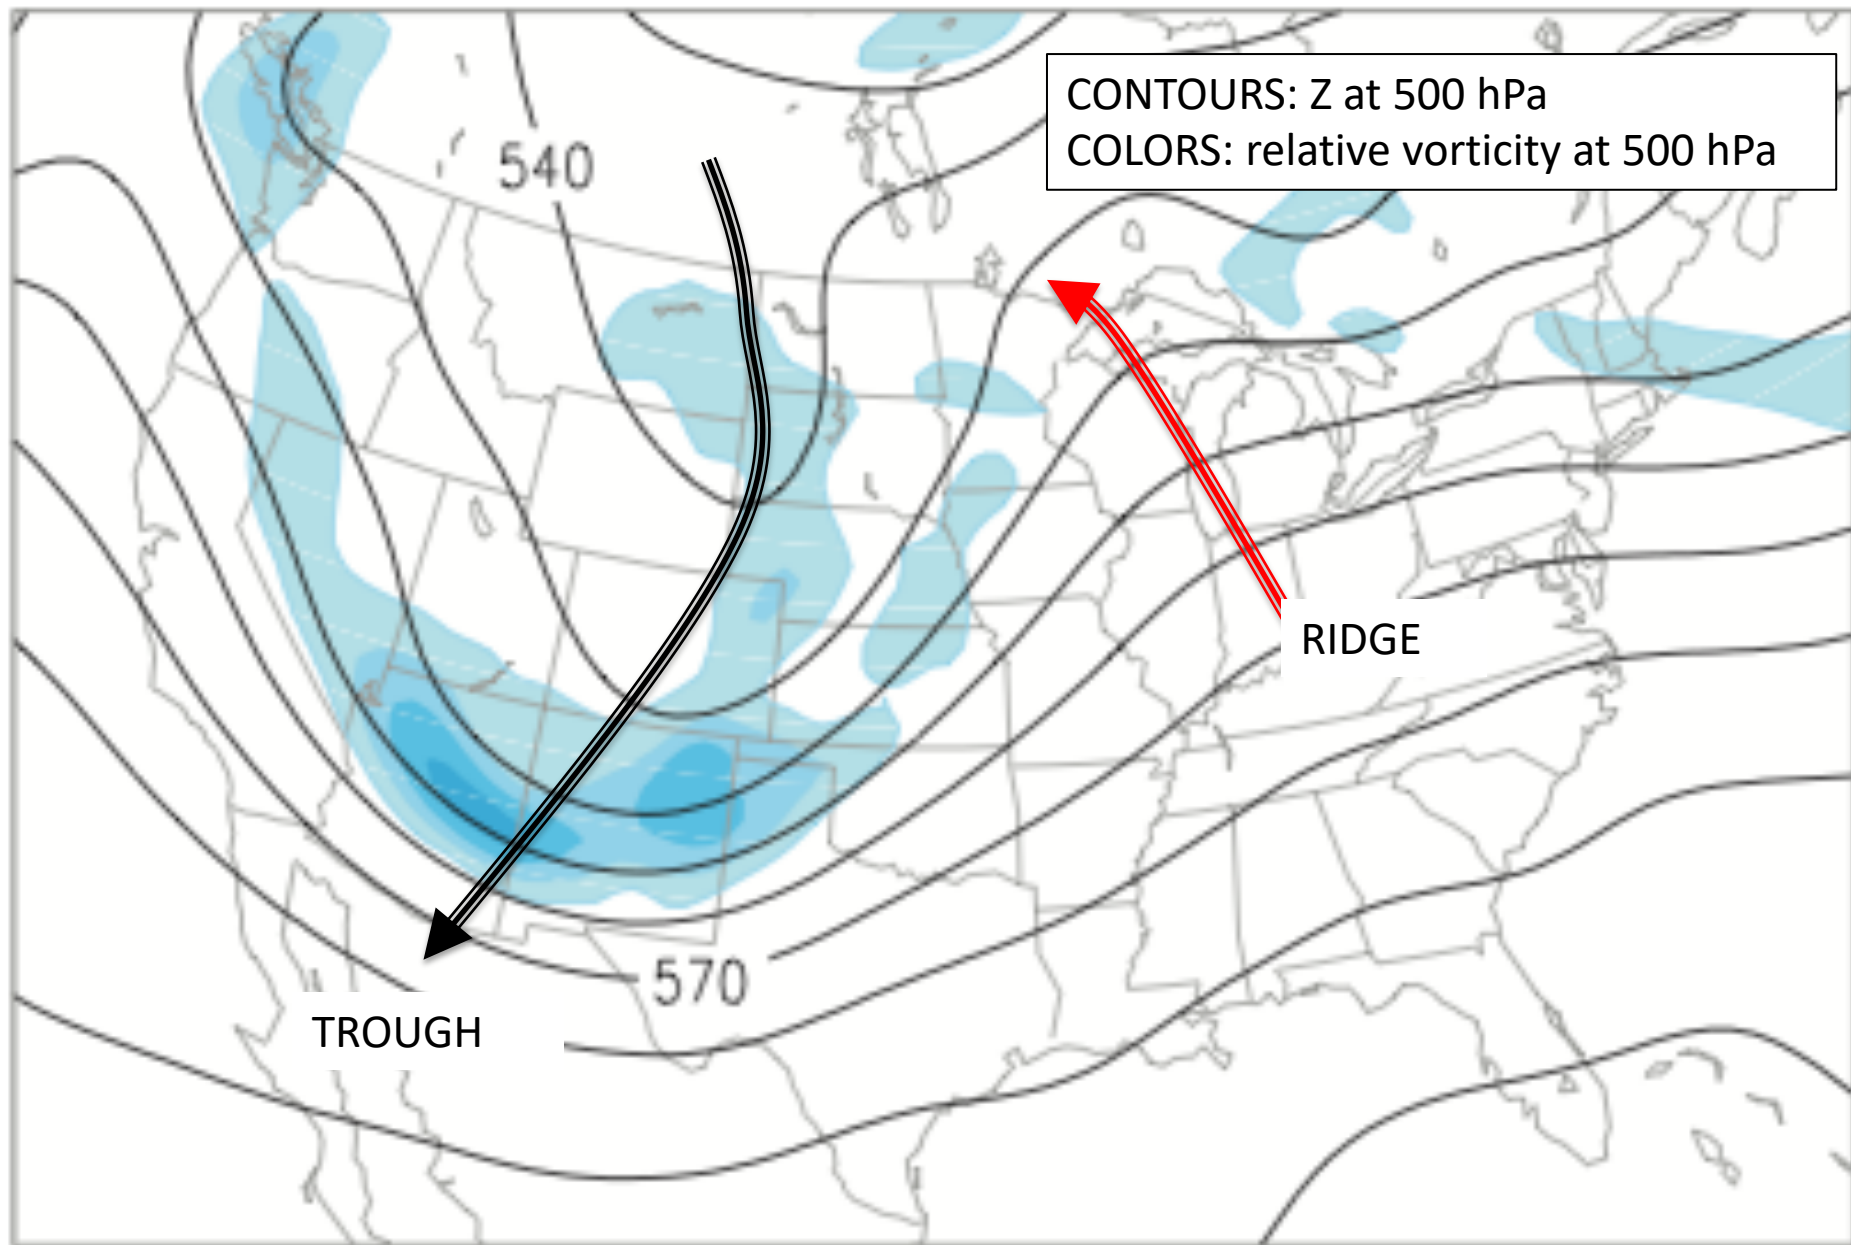 CONTOURS: Z at 500 hPa
COLORS: relative vorticity at 500 hPa
540
RIDGE
570
TROUGH